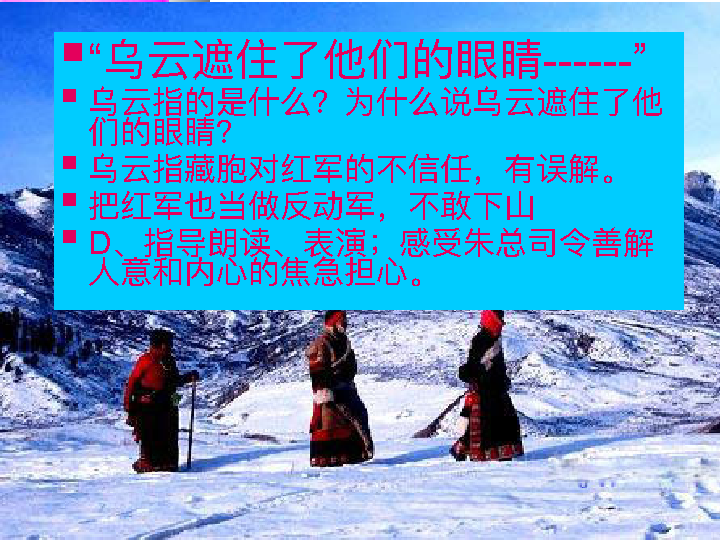 “乌云遮住了他们的眼睛------”
乌云指的是什么？为什么说乌云遮住了他
们的眼睛？
乌云指藏胞对红军的不信任，有误解。
把红军也当做反动军，不敢下山
D、指导朗读、表演；感受朱总司令善解
人意和内心的焦急担心。